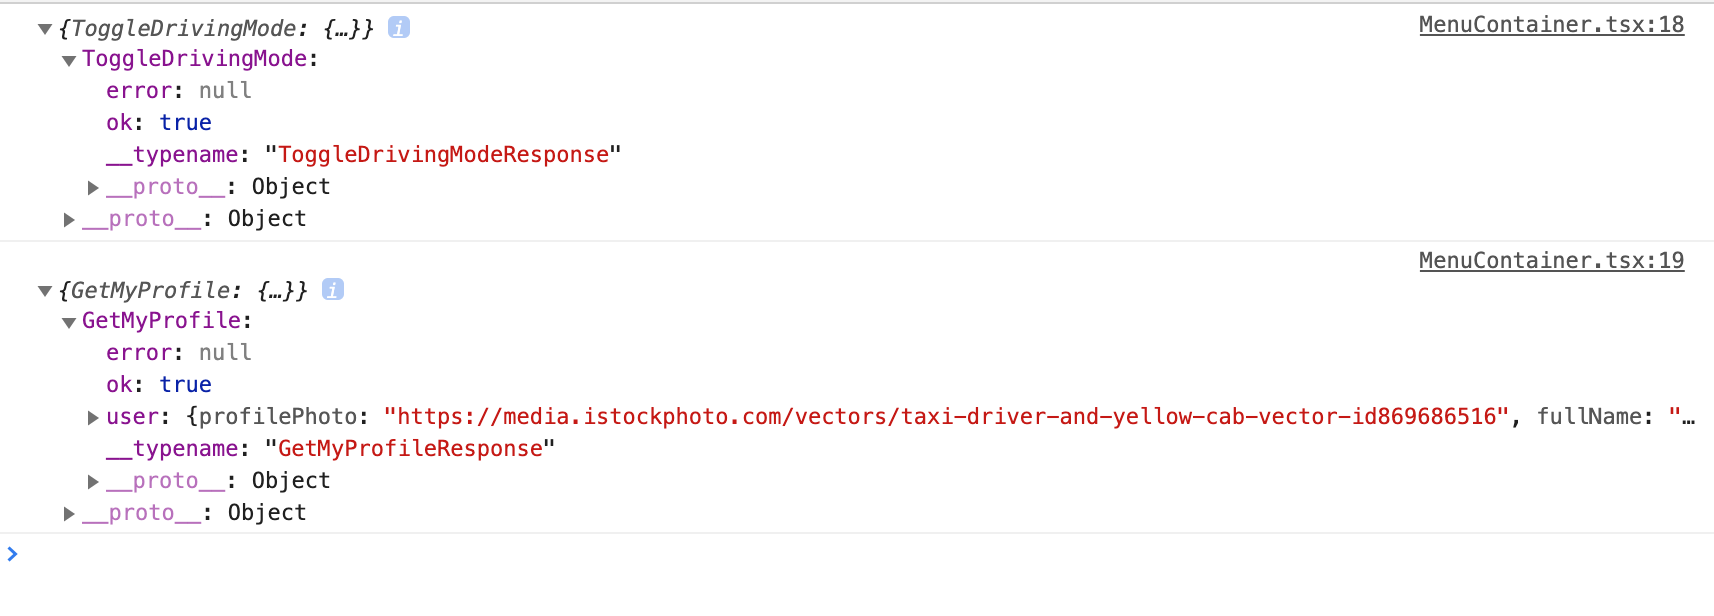 {ToggleDrivingMode: {…}} i MenuContainer.tsx:18
ToggleDrivingMode:
error: null
ok: true
__typename: "ToggleDrivingModeResponse"
__proto__: Object
__proto__: Object
MenuContainer.tsx:19
{GetMyProfile: {…}} i
GetMyProfile:
error: null
ok: true
user: {profilePhoto: "https://media.istockphoto.com/vectors/taxi-driver-and-yellow-cab-vector-id869686516", fullName: "…
__typename: "GetMyProfileResponse"
__proto__: Object
__proto__: Object